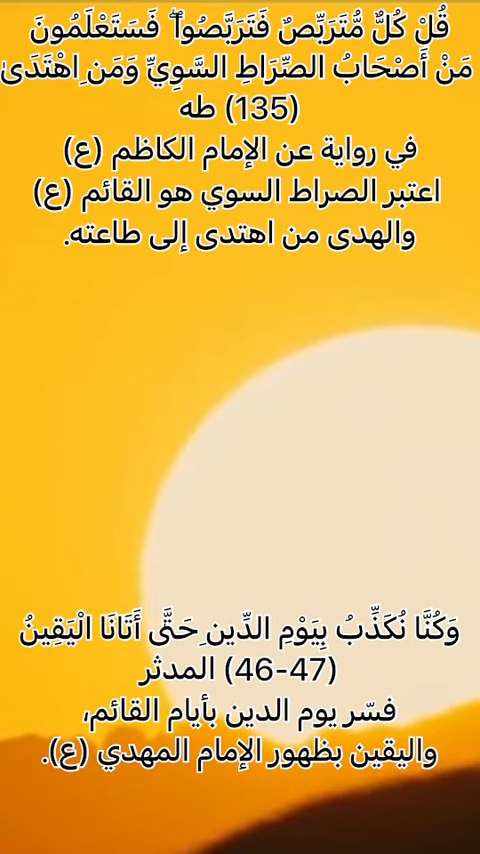 قُلْ كُلٌّ مُّتَرَبِّصٌ فَتَرَبَّصُوا ۖ فَسَتَعْلَمُونَ
مَنْ أَصْحَابُ الصِّرَاطِ السَّوِيِّ وَمَنِ اهْتَدَىٰ
(135) طه
في رواية عن الإمام الكاظم (ع)
اعتبر الصراط السوي هو القائم (ع)
والهدى من اهتدى إلى طاعته.
وَكُنَّا نُكَذِّبُ بِيَوْمِ الدِّينِ حَتَّى أَتَانَا الْيَقِينُ
(46-47) المدثر
فسّر يوم الدين بأيام القائم،
واليقين بظهور الإمام المهدي (ع).